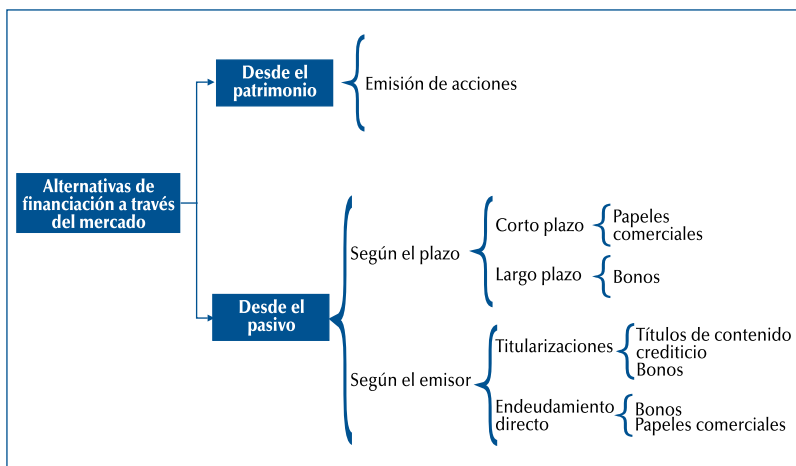 Desde el
patrimonio
Emisión de acciones
Alternativas de
financiación a través
del mercado
Desde el
pasivo
Según el plazo
Corto plazo
Papeles
comerciales
Largo plazo
Bonos
Según el emisor
Titularizaciones
Títulos de contenido
crediticio
Bonos
Endeudamiento
directo
Bonos
Papeles comerciales